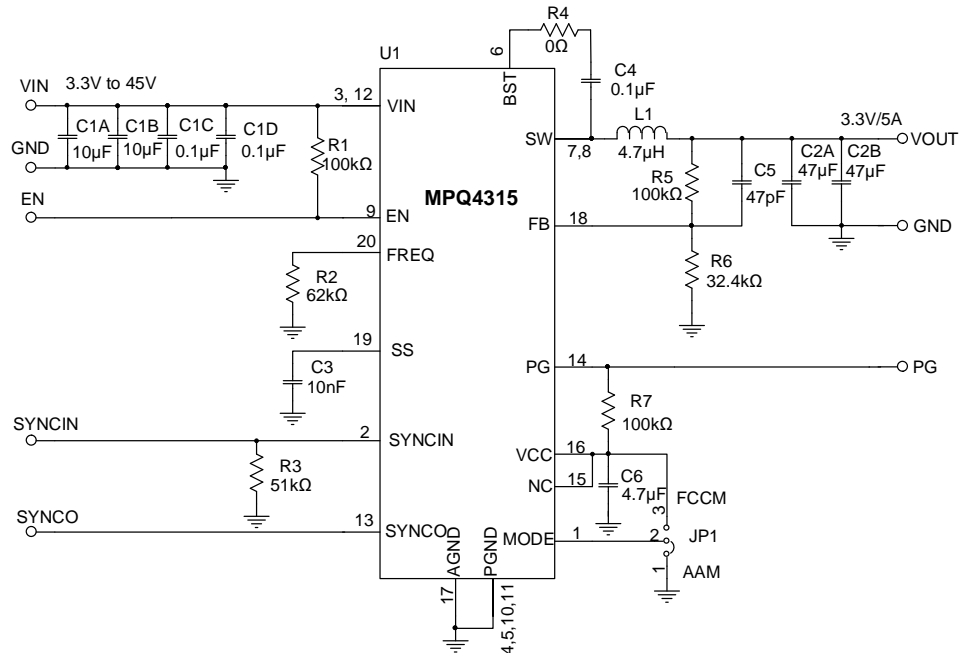 R4
0Ω
U1
6
BST
C4
0.1µF
VIN
3.3V to 45V
3, 12
VIN
C1A
10µF
C1B
10µF
C1C
0.1µF
C1D
0.1µF
R1
100kΩ
GND
EN
9
EN
SW
7,8
L1
4.7µH
3.3V/5A
VOUT
R5
100kΩ
C5
47pF
C2A
47µF
C2B
47µF
MPQ4315
FB
18
GND
20
FREQ
R2
62kΩ
R6
32.4kΩ
19
SS
C3
10nF
PG
14
PG
R7
100kΩ
SYNCIN
2
SYNCIN
R3
51kΩ
VCC
16
NC
15
C6
4.7µF
FCCM
3
SYNCO
13
SYNCO
MODE
1
2
JP1
1
AAM
AGND
PGND
17
4,5,10,11